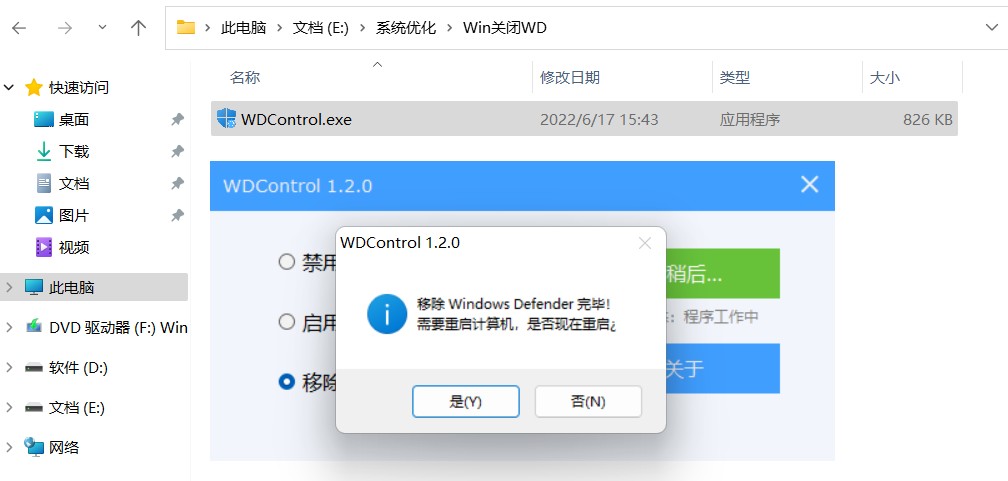 此电脑 › 文档 (E:) › 系统优化 › Win关闭WD
名称 修改日期 类型 大小
快速访问
WDControl.exe 2022/6/17 15:43 应用程序 826 KB
桌面
下载
文档
图片
视频
此电脑
DVD 驱动器 (F:) Win
软件 (D:)
文档 (E:)
网络
WDControl 1.2.0
禁用
启用
移除
稍后...
：程序工作中
关于
WDControl 1.2.0
移除 Windows Defender 完毕！
需要重启计算机，是否现在重启¿
是(Y) 否(N)